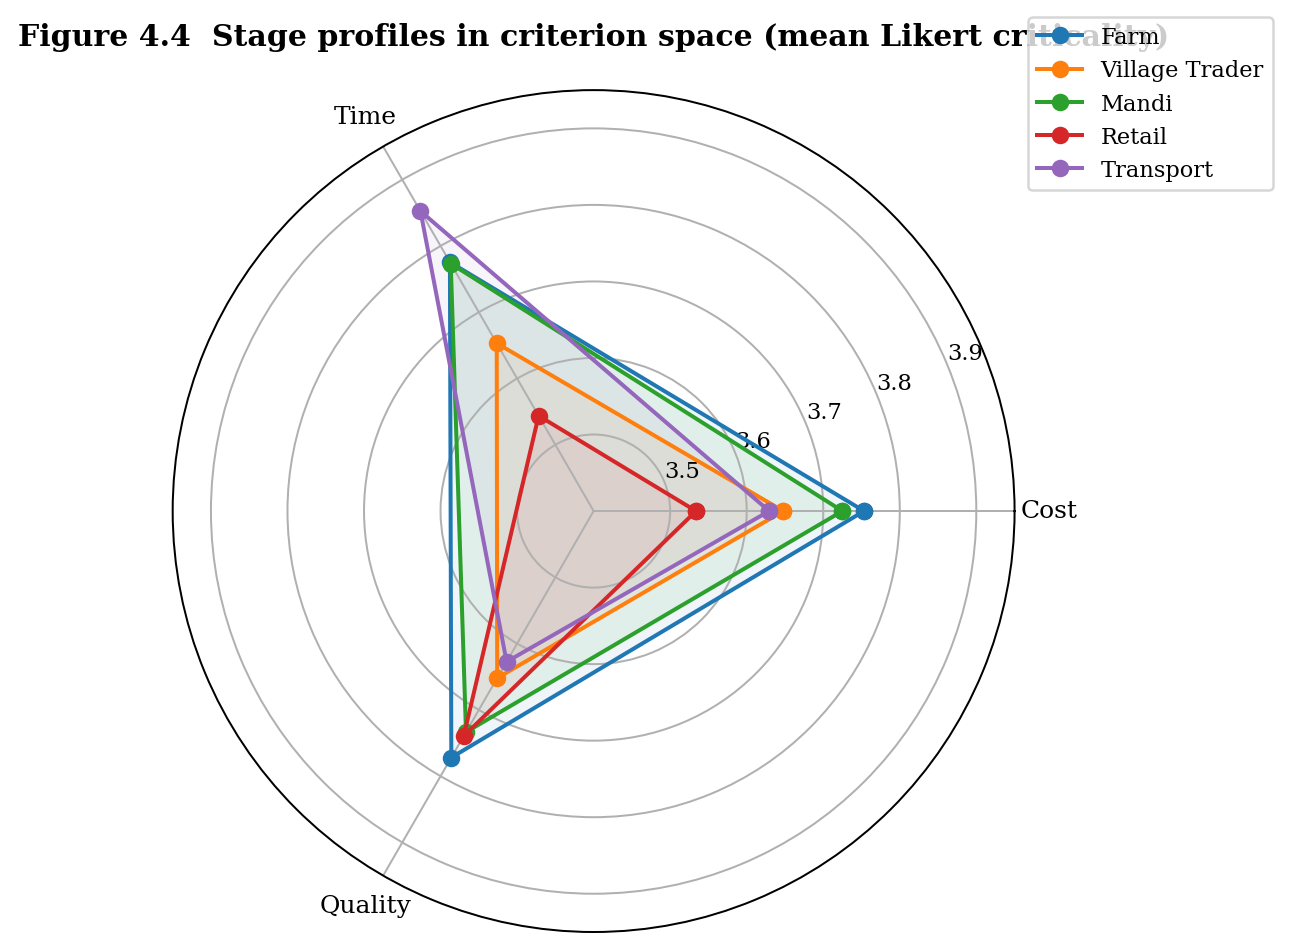 Figure 4.4  Stage profiles in criterion space (mean Likert criticality)
Farm
Village Trader
Mandi
Retail
Transport
Time
3.9
3.8
3.7
3.6
3.5
Cost
Quality